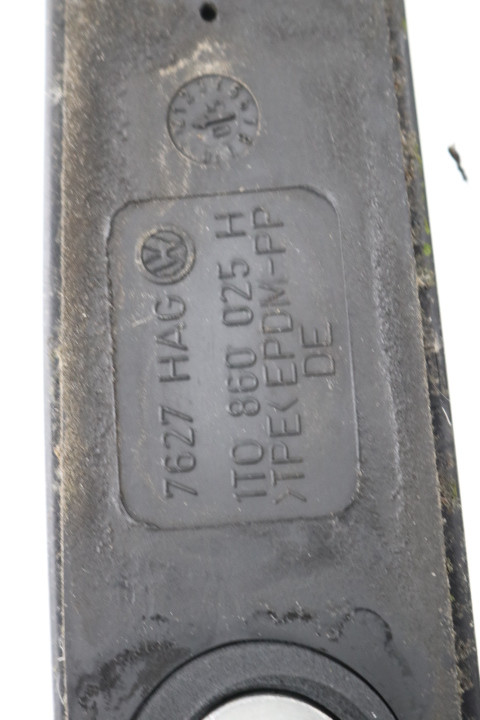 7627 HAG
1T0 860 025 H
>TPE<EPDM-PP
DE